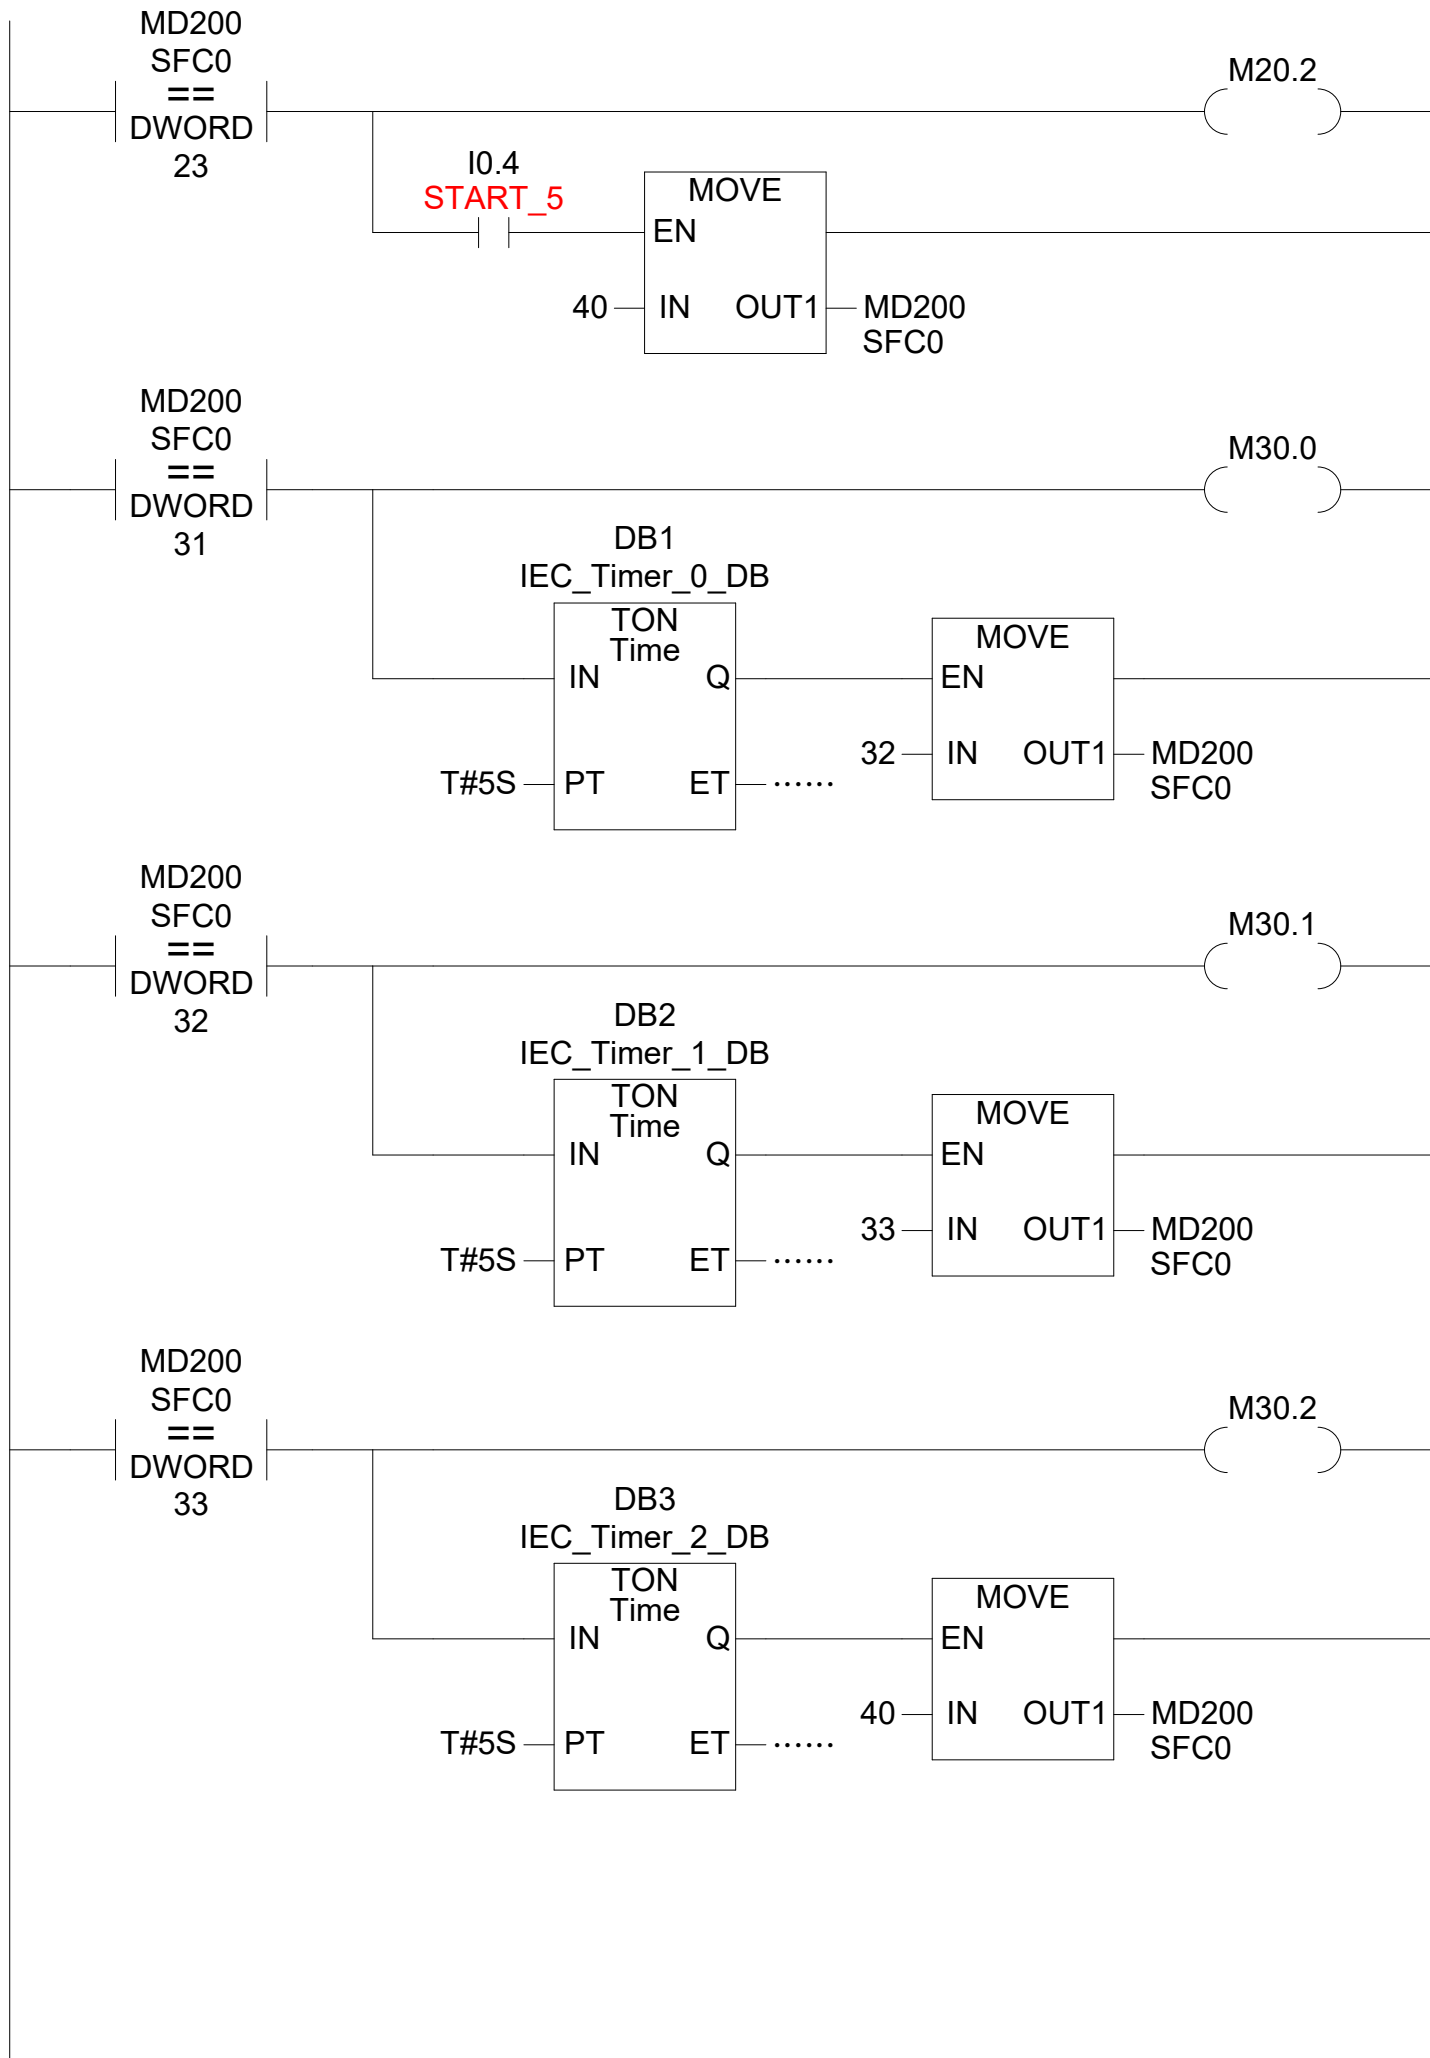 MD200
SFC0
==
DWORD
23
M20.2
I0.4
START_5
MOVE
EN
40 IN OUT1 MD200
SFC0
MD200
SFC0
==
DWORD
31
M30.0
DB1
IEC_Timer_0_DB
TON
Time
IN Q
T#5S PT ET ......
MOVE
EN
32 IN OUT1 MD200
SFC0
MD200
SFC0
==
DWORD
32
M30.1
DB2
IEC_Timer_1_DB
TON
Time
IN Q
T#5S PT ET ......
MOVE
EN
33 IN OUT1 MD200
SFC0
MD200
SFC0
==
DWORD
33
M30.2
DB3
IEC_Timer_2_DB
TON
Time
IN Q
T#5S PT ET ......
MOVE
EN
40 IN OUT1 MD200
SFC0